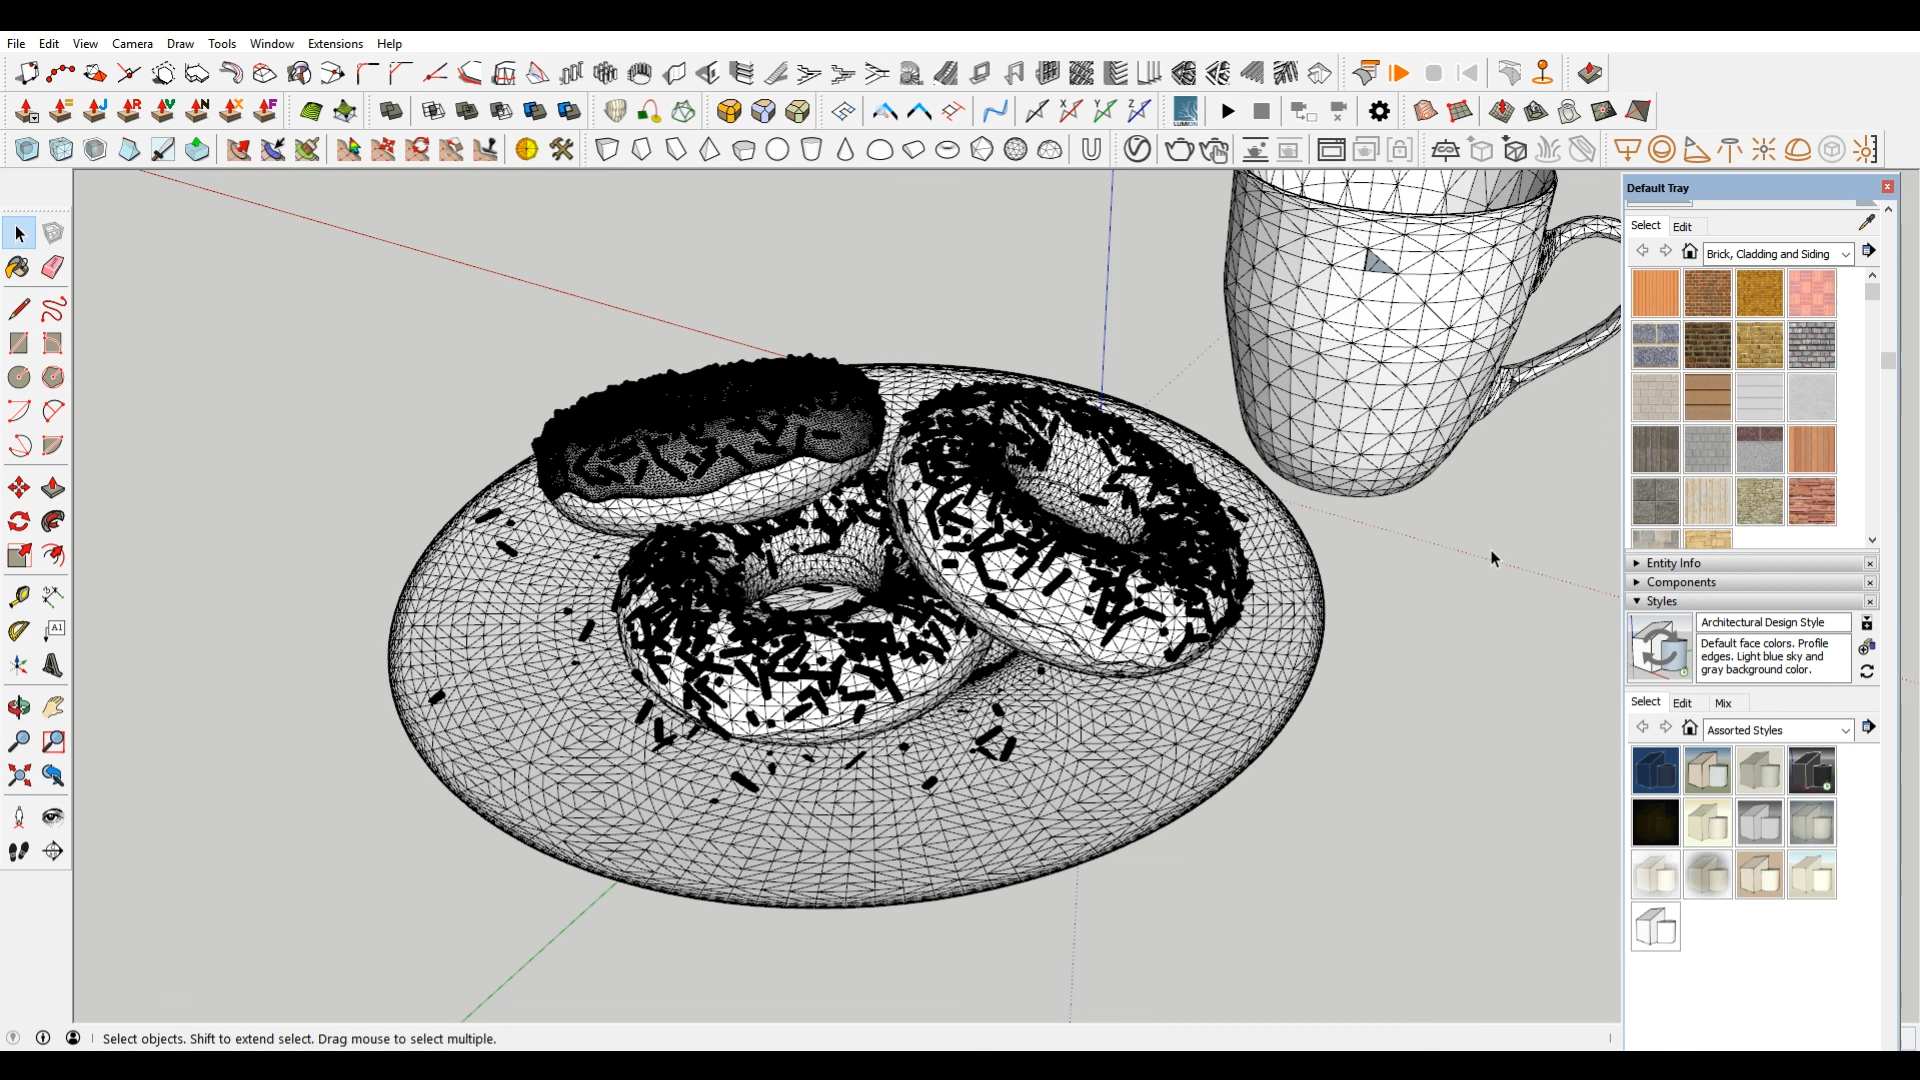 File Edit View Camera Draw Tools Window Extensions Help
J R V N X F
X Y Z
LUMION
Default Tray
Select Edit
Brick, Cladding and Siding
Entity Info
Components
Styles
Architectural Design Style
Default face colors. Profile
edges. Light blue sky and
gray background color.
Select Edit Mix
Assorted Styles
A1
Select objects. Shift to extend select. Drag mouse to select multiple.